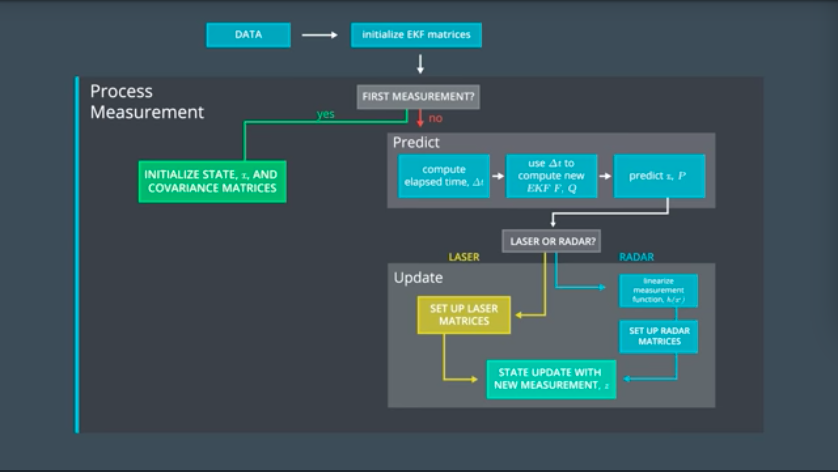 DATA
initialize EKF matrices
Process
Measurement
FIRST MEASUREMENT?
yes
no
INITIALIZE STATE, x, AND
COVARIANCE MATRICES
Predict
compute
elapsed time, Δt
use Δt to
compute new
EKF F, Q
predict x, P
LASER OR RADAR?
LASER
RADAR
Update
SET UP LASER
MATRICES
linearize
measurement
function, h(x')
SET UP RADAR
MATRICES
STATE UPDATE WITH
NEW MEASUREMENT, z